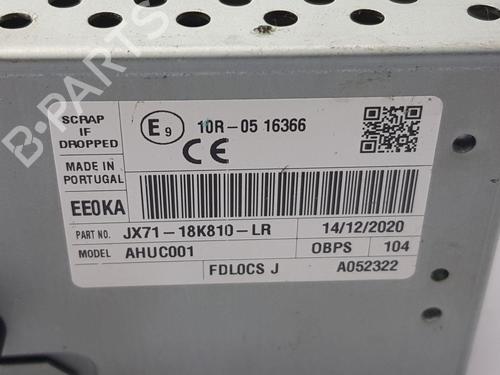 B-PARTS
SCRAP
IF
DROPPED
E9
10R-05 16366
CE
MADE IN
PORTUGAL
EE0KA
PART NO. JX71-18K810-LR 14/12/2020
MODEL AHUC001 OBPS 104
FDL0CS J A052322